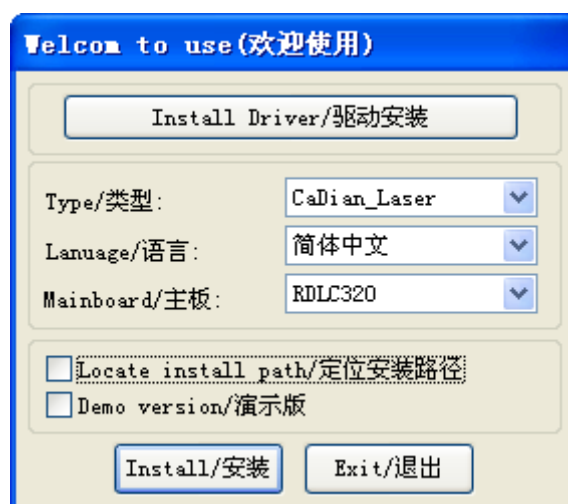 Welcom to use(欢迎使用)
Install Driver/驱动安装
Type/类型: CaDian_Laser
Lanuage/语言: 简体中文
Mainboard/主板: RDLC320
Locate install path/定位安装路径
Demo version/演示版
Install/安装 Exit/退出